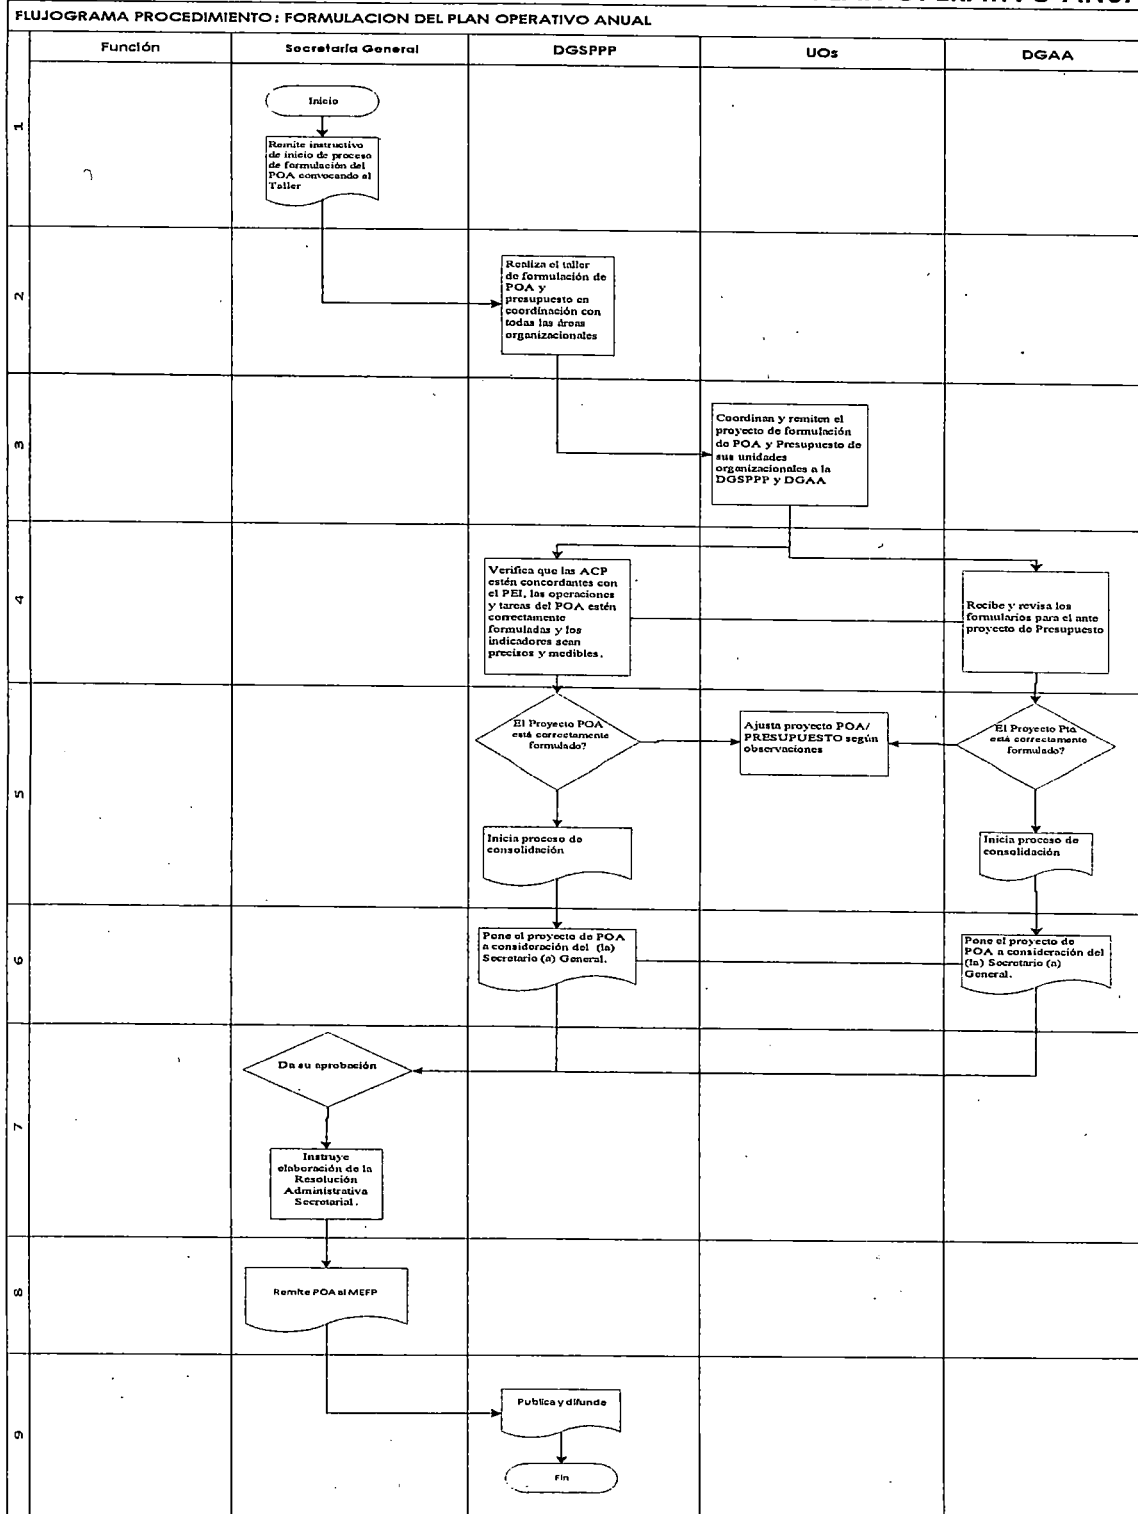 FLUJOGRAMA PROCEDIMIENTO: FORMULACION DEL PLAN OPERATIVO ANUAL
Función
Secretaría General
DGSPPP
UOs
DGAA
1
Inicio
Remite instructivo
de inicio de proceso
de formulación del
POA convocando al
Taller
2
Realiza el taller
de formulación de
POA y
presupuesto en
coordinación con
todas las áreas
organizacionales
3
Coordinan y remiten el
proyecto de formulación
de POA y Presupuesto de
sus unidades
organizacionales a la
DGSPPP y DGAA
4
Verifica que las ACP
estén concordantes con
el PEI, las operaciones
y tareas del POA estén
correctamente
formuladas y los
indicadores sean
precisos y medibles.
Recibe y revisa los
formularios para el ante
proyecto de Presupuesto
5
El Proyecto POA
está correctamente
formulado?
Ajusta proyecto POA/
PRESUPUESTO según
observaciones
El Proyecto Pto
está correctamente
formulado?
Inicia proceso de
consolidación
Inicia proceso de
consolidación
6
Pone el proyecto de POA
a consideración del (la)
Secretario (a) General.
Pone el proyecto de
POA a consideración del
(la) Secretario (a)
General.
7
Da su aprobación
Instruye
elaboración de la
Resolución
Administrativa
Secretarial.
8
Remite POA al MEFP
9
Publica y difunde
Fin